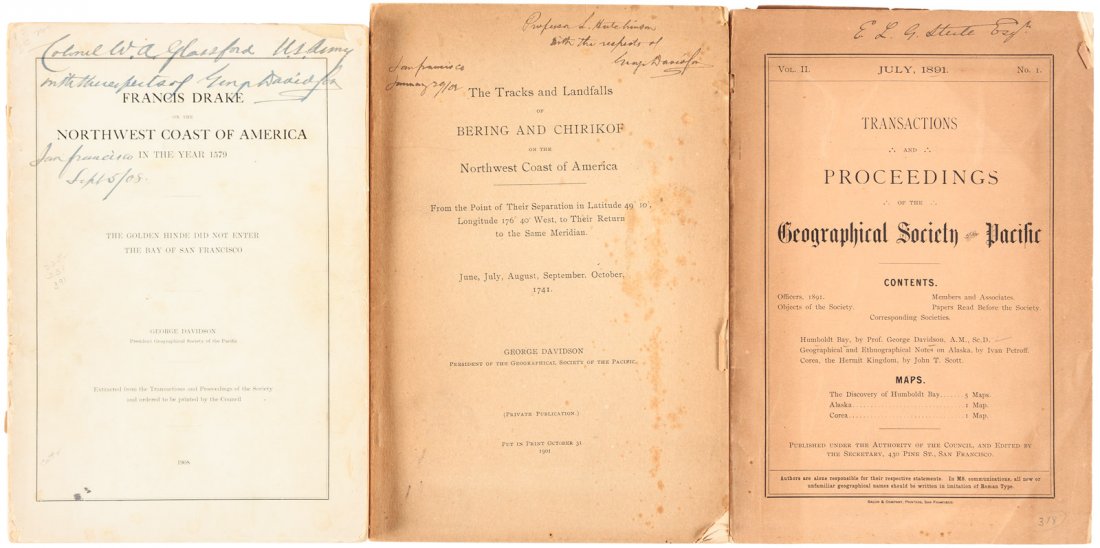 Colonel W. A. Glassford U.S. Army
with the respects of George Davidson
FRANCIS DRAKE
ON THE
NORTHWEST COAST OF AMERICA
IN THE YEAR 1579
San Francisco
Sept 5/08.
THE GOLDEN HINDE DID NOT ENTER
THE BAY OF SAN FRANCISCO
GEORGE DAVIDSON
President Geographical Society of the Pacific
Extracted from the Transactions and Proceedings of the Society
and ordered to be printed by the Council
1908
Professor L. Hutchinson
with the respects of
George Davidson
San Francisco
January 29/02
The Tracks and Landfalls
OF
BERING AND CHIRIKOF
ON THE
Northwest Coast of America
From the Point of Their Separation in Latitude 49° 10',
Longitude 176° 40' West, to Their Return
to the Same Meridian.
June, July, August, September, October,
1741.
GEORGE DAVIDSON
PRESIDENT OF THE GEOGRAPHICAL SOCIETY OF THE PACIFIC.
(PRIVATE PUBLICATION.)
PUT IN PRINT OCTOBER 31
1901
E. L. G. Steele Esq.
VOL. II. JULY, 1891. NO. 1.
TRANSACTIONS
AND
PROCEEDINGS
OF THE
Geographical Society of the Pacific
CONTENTS.
Officers, 1891. Members and Associates.
Objects of the Society. Papers Read Before the Society.
Corresponding Societies.
Humboldt Bay, by Prof. George Davidson, A.M., Sc.D.
Geographical and Ethnographical Notes on Alaska, by Ivan Petroff.
Corea, the Hermit Kingdom, by John T. Scott.
MAPS.
The Discovery of Humboldt Bay......5 Maps.
Alaska..............................1 Map.
Corea...............................1 Map.
PUBLISHED UNDER THE AUTHORITY OF THE COUNCIL, AND EDITED BY
THE SECRETARY, 430 PINE ST., SAN FRANCISCO.
Authors are alone responsible for their respective statements. In MS. communications, all new or
unfamiliar geographical names should be written in imitation of Roman Type.
318